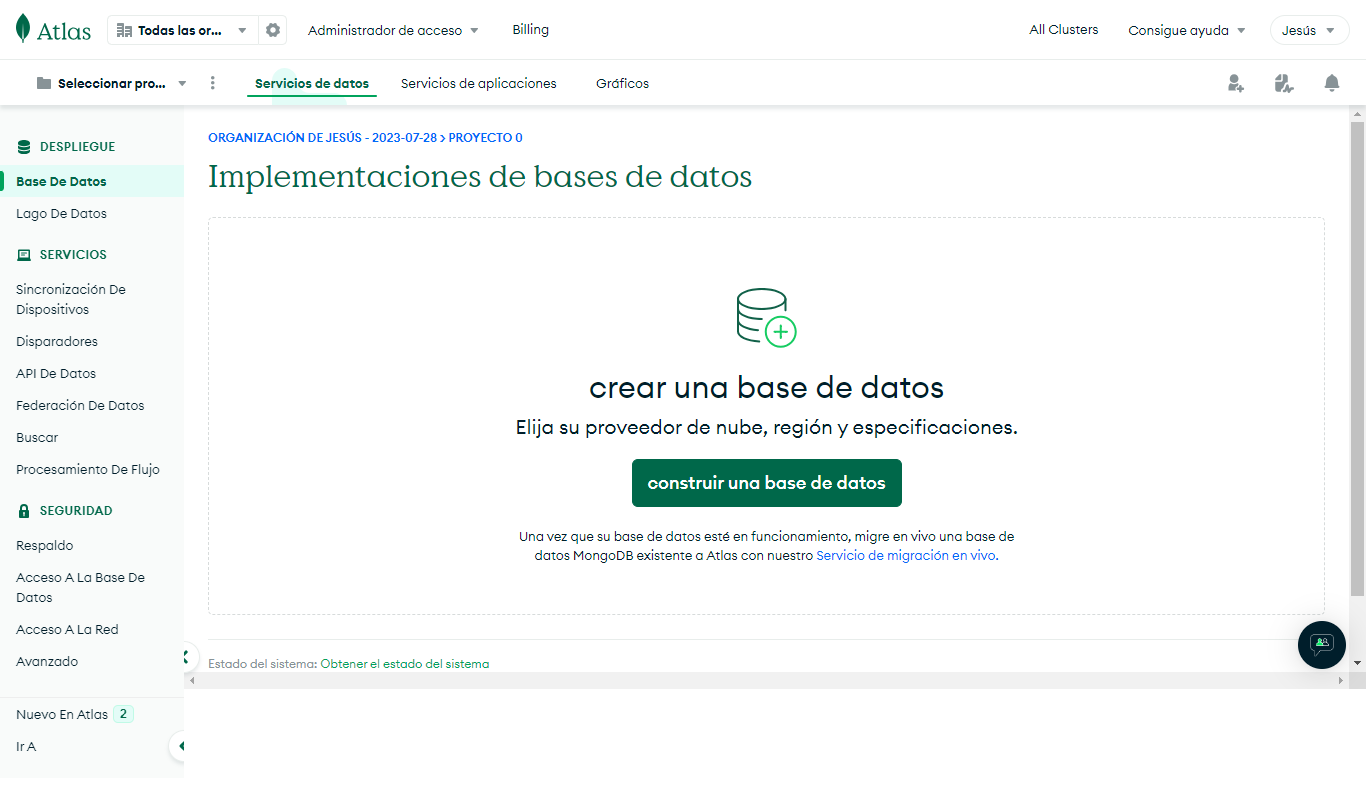 Atlas
Todas las or...
Administrador de acceso
Billing
All Clusters
Consigue ayuda
Jesús
Seleccionar pro...
Servicios de datos
Servicios de aplicaciones
Gráficos
DESPLIEGUE
Base De Datos
Lago De Datos
SERVICIOS
Sincronización De
Dispositivos
Disparadores
API De Datos
Federación De Datos
Buscar
Procesamiento De Flujo
SEGURIDAD
Respaldo
Acceso A La Base De
Datos
Acceso A La Red
Avanzado
Nuevo En Atlas 2
Ir A
ORGANIZACIÓN DE JESÚS - 2023-07-28 > PROYECTO 0
Implementaciones de bases de datos
crear una base de datos
Elija su proveedor de nube, región y especificaciones.
construir una base de datos
Una vez que su base de datos esté en funcionamiento, migre en vivo una base de
datos MongoDB existente a Atlas con nuestro Servicio de migración en vivo.
Estado del sistema: Obtener el estado del sistema